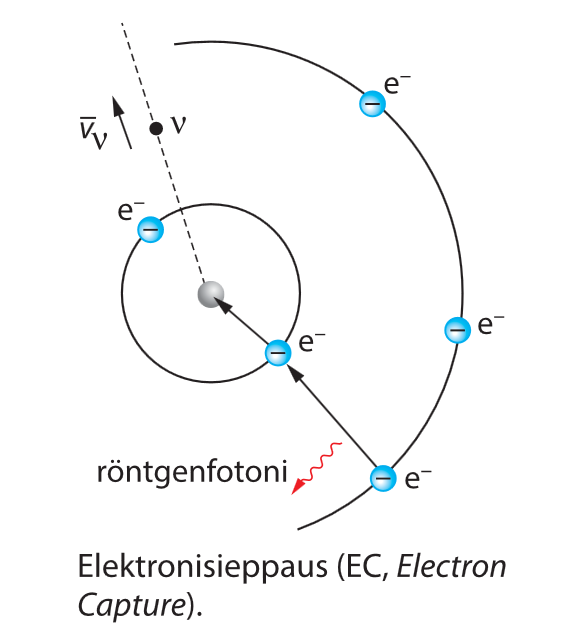 e⁻
v̅ᵥ ν
e⁻
e⁻
e⁻
röntgenfotoni
e⁻
Elektronisieppaus (EC, Electron
Capture).